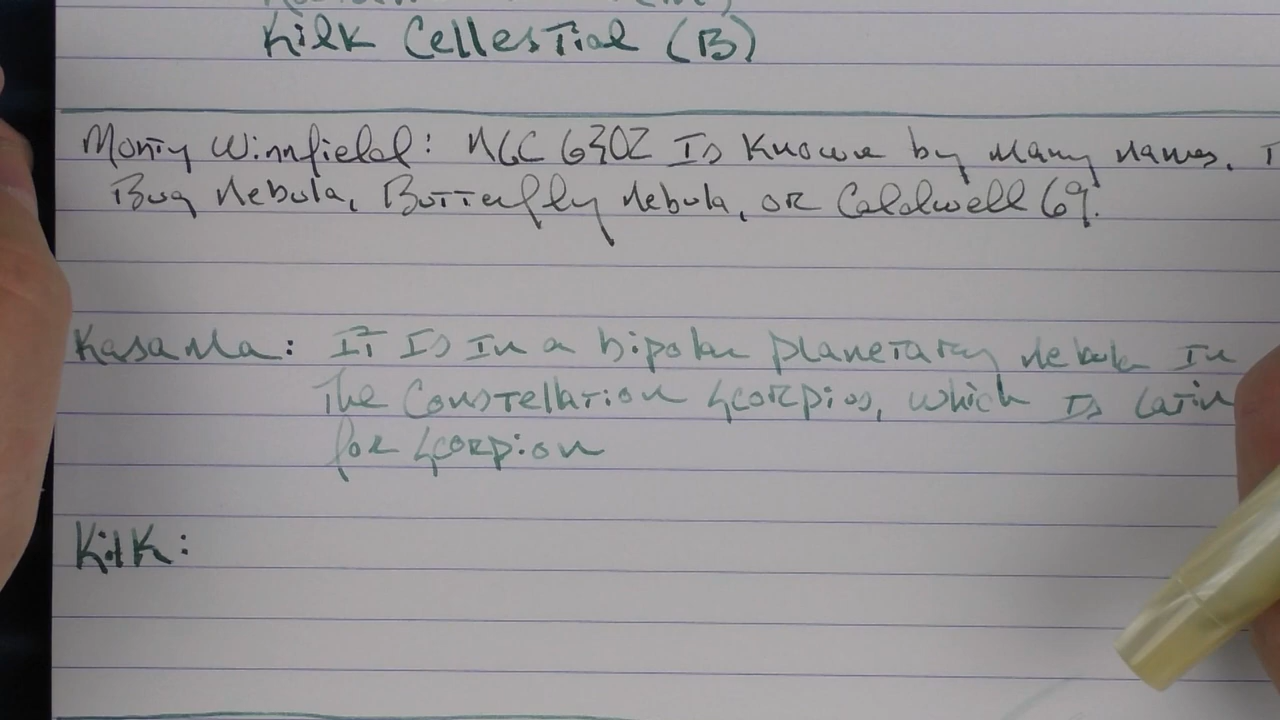 Kilk Cellestial (B)
Monty Winnfield: NGC 6302 Is Known by Many Names.
Bug Nebula, Butterfly Nebula, or Caldwell 69.
Kasama: It Is In a bipolar planetary nebula In
The Constellation Scorpios, which Is Latin
for Scorpion
Kilk: